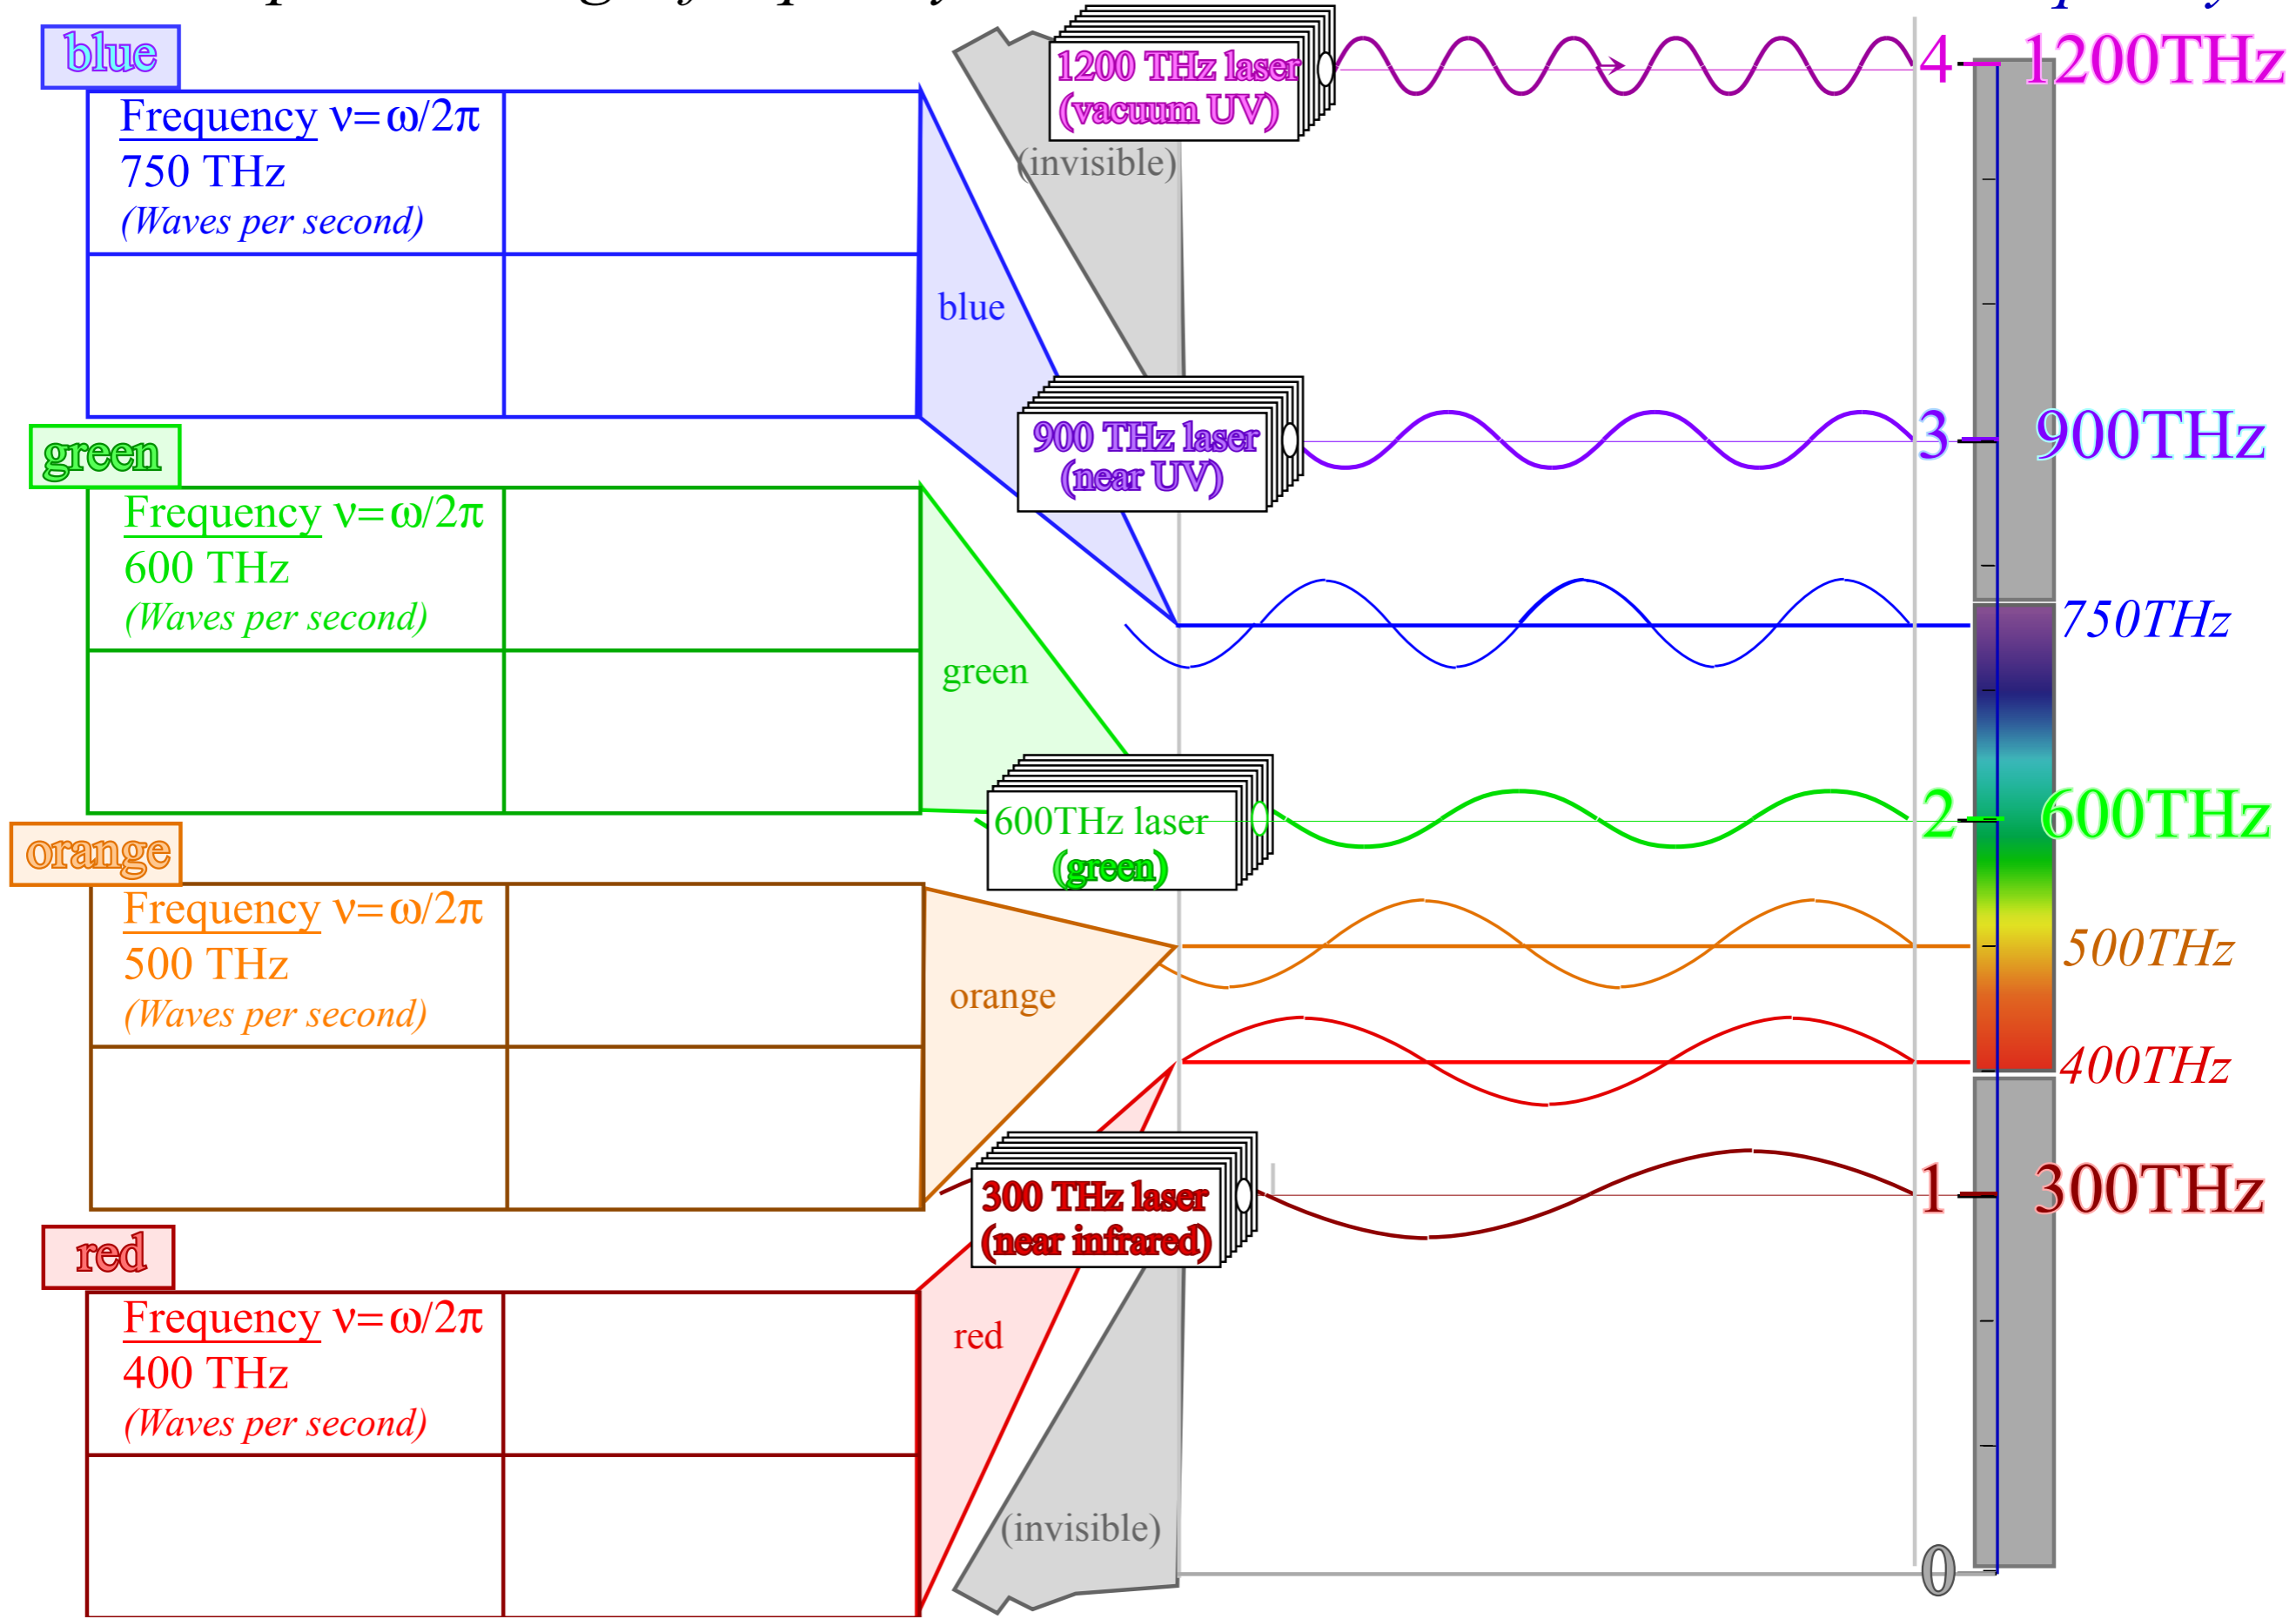 blue
Frequency ν=ω/2π
750 THz
(Waves per second)
green
Frequency ν=ω/2π
600 THz
(Waves per second)
orange
Frequency ν=ω/2π
500 THz
(Waves per second)
red
Frequency ν=ω/2π
400 THz
(Waves per second)
blue
green
orange
red
(invisible)
(invisible)
1200 THz laser
(vacuum UV)
900 THz laser
(near UV)
600THz laser
(green)
300 THz laser
(near infrared)
4 1200THz
3 900THz
750THz
2 600THz
500THz
400THz
1 300THz
0